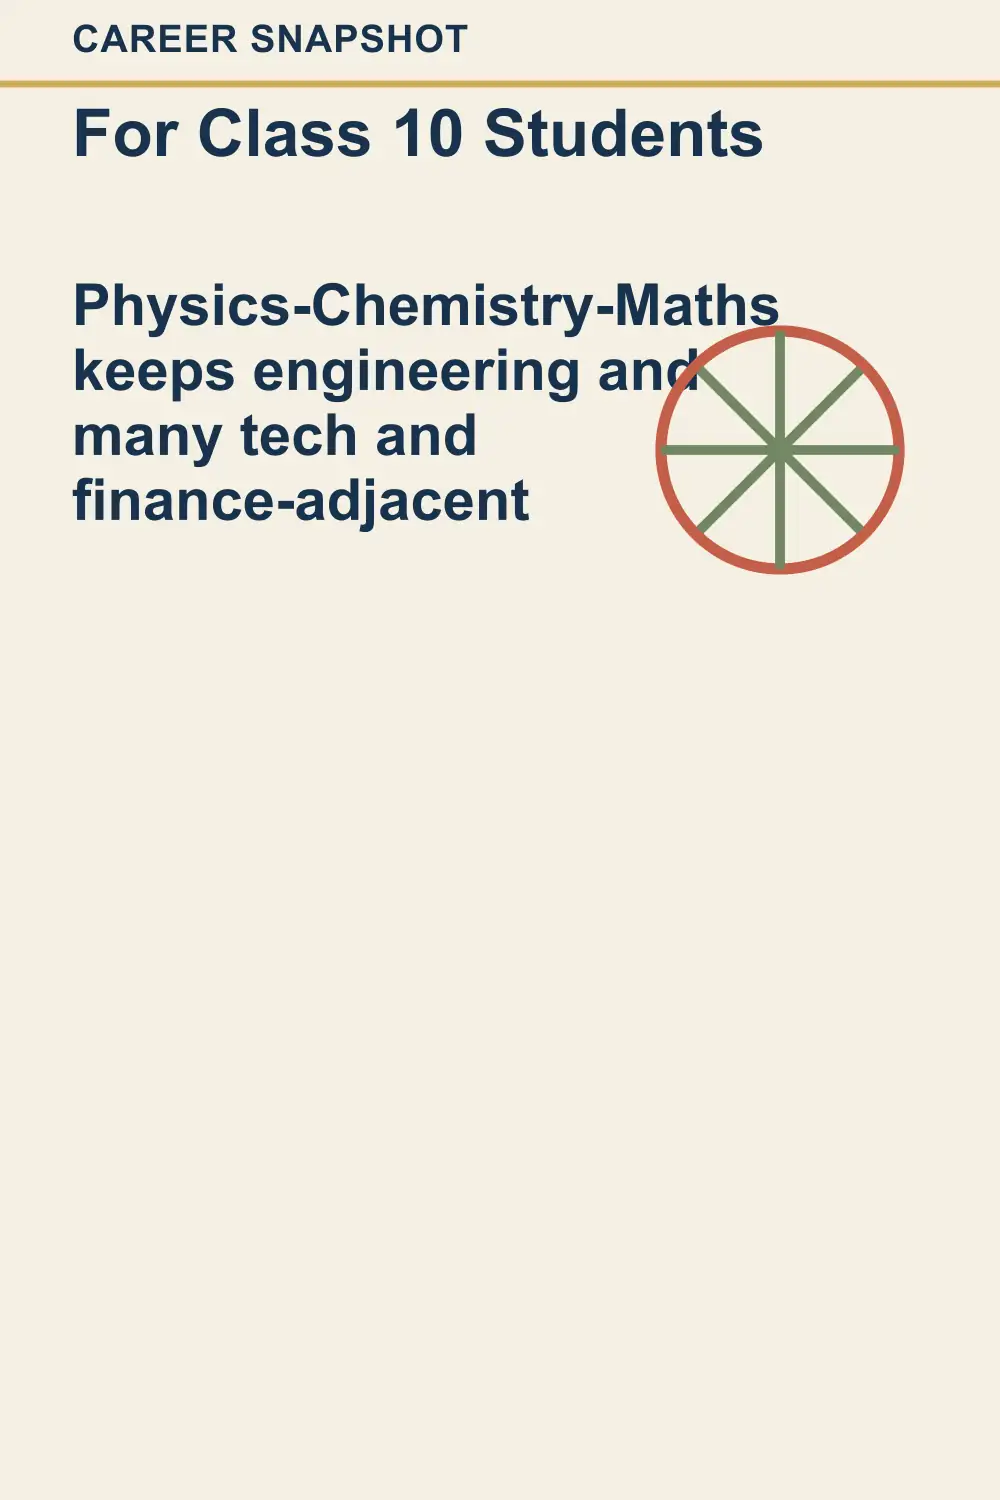 CAREER SNAPSHOT
For Class 10 Students
Physics-Chemistry-Maths
keeps engineering and
many tech and
finance-adjacent